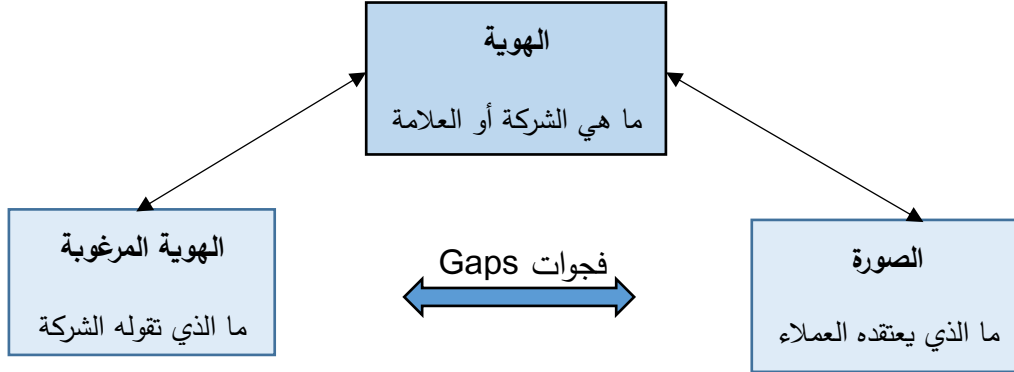 الهوية
ما هي الشركة أو العلامة
الصورة
ما الذي يعتقده العملاء
فجوات Gaps
الهوية المرغوبة
ما الذي تقوله الشركة